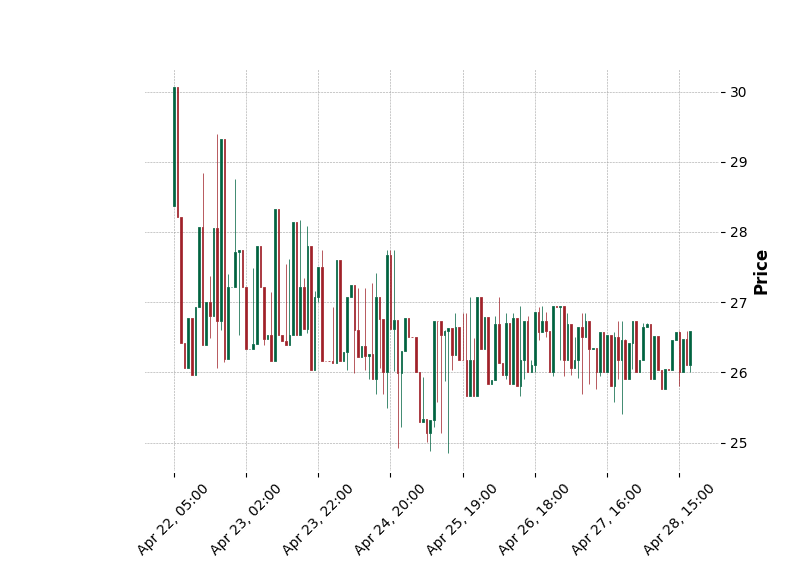 30
29
28
27
26
25
Price
Apr 22, 05:00
Apr 23, 02:00
Apr 23, 22:00
Apr 24, 20:00
Apr 25, 19:00
Apr 26, 18:00
Apr 27, 16:00
Apr 28, 15:00